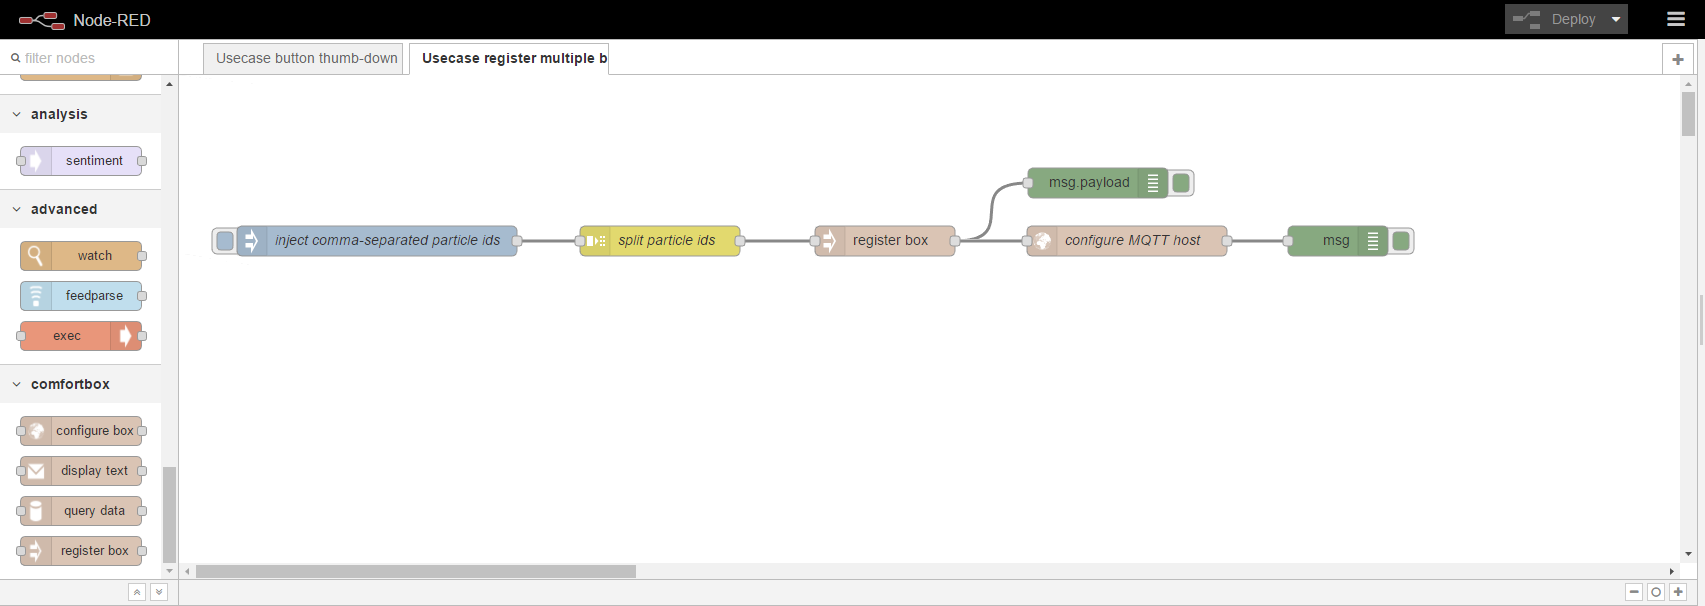 Node-RED
Deploy
filter nodes
Usecase button thumb-down
Usecase register multiple b
analysis
sentiment
advanced
watch
feedparse
exec
comfortbox
configure box
display text
query data
register box
msg.payload
inject comma-separated particle ids
split particle ids
register box
configure MQTT host
msg